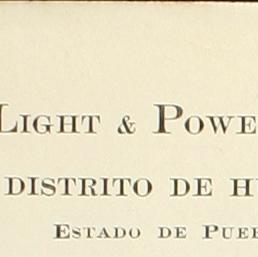 Light & Powe
Distrito de H
Estado de Pue